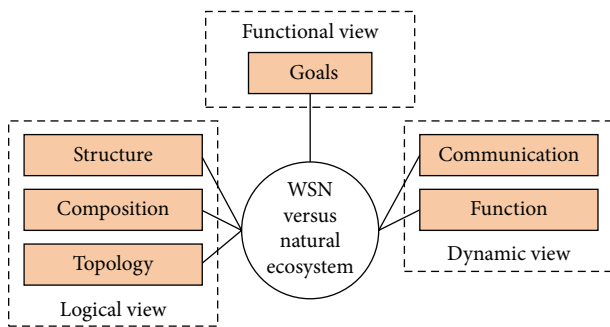 Functional view
Goals
Structure
Composition
Topology
Logical view
WSN
versus
natural
ecosystem
Communication
Function
Dynamic view